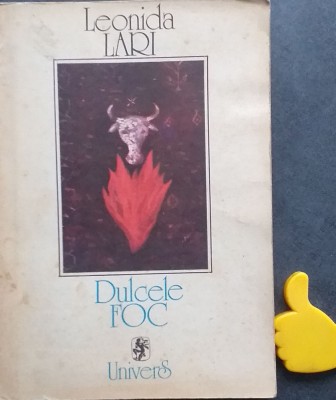 Leonida
LARI
Dulcele
FOC
UniverS